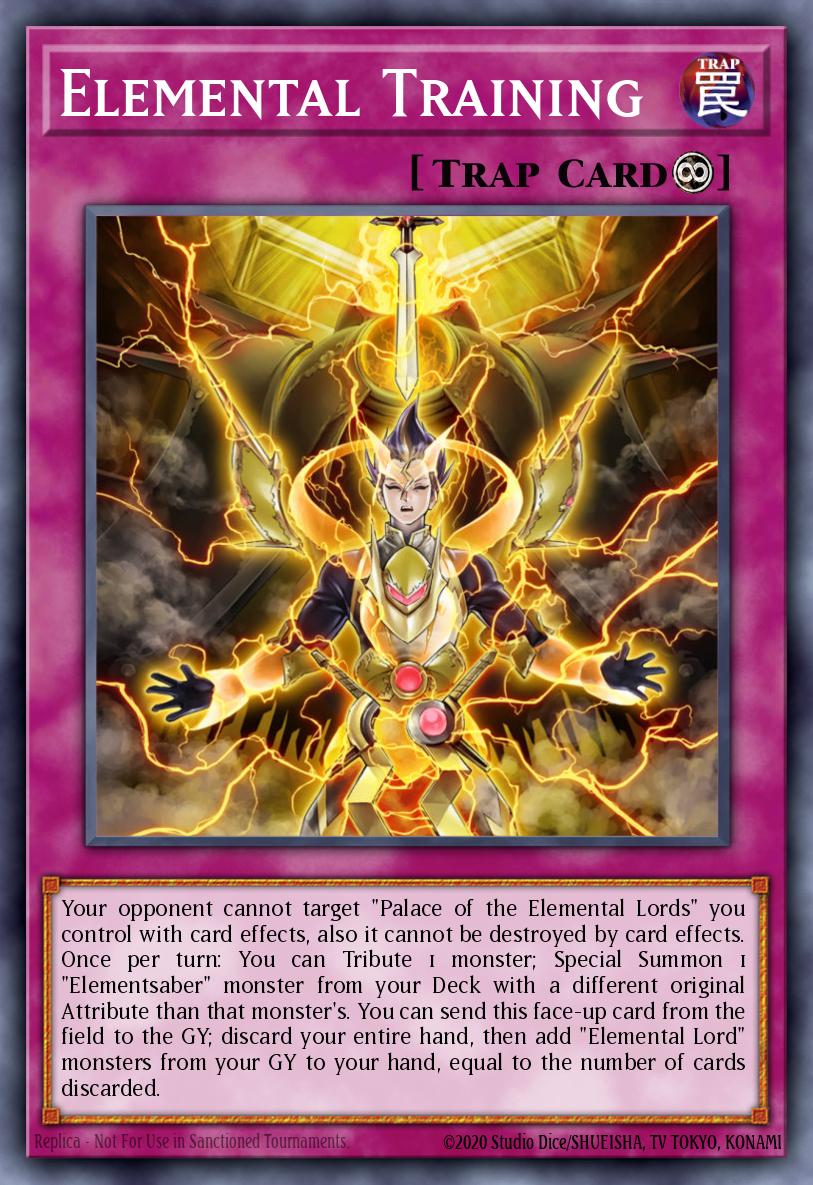 Elemental Training
TRAP
罠
[ Trap Card ]
Your opponent cannot target "Palace of the Elemental Lords" you
control with card effects, also it cannot be destroyed by card effects.
Once per turn: You can Tribute 1 monster; Special Summon 1
"Elementsaber" monster from your Deck with a different original
Attribute than that monster's. You can send this face-up card from the
field to the GY; discard your entire hand, then add "Elemental Lord"
monsters from your GY to your hand, equal to the number of cards
discarded.
Replica - Not For Use in Sanctioned Tournaments.
©2020 Studio Dice/SHUEISHA, TV TOKYO, KONAMI